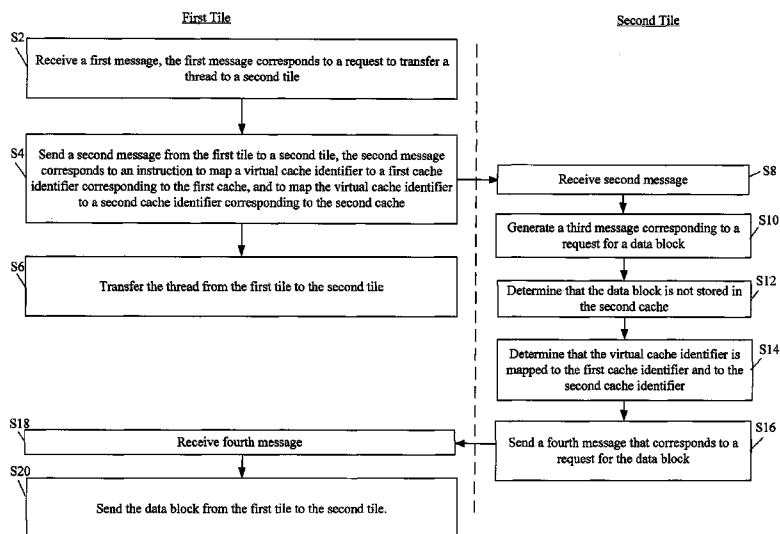 First Tile
Second Tile
S2
Receive a first message, the first message corresponds to a request to transfer a
thread to a second tile
S4
Send a second message from the first tile to a second tile, the second message
corresponds to an instruction to map a virtual cache identifier to a first cache
identifier corresponding to the first cache, and to map the virtual cache identifier
to a second cache identifier corresponding to the second cache
S8
Receive second message
S10
Generate a third message corresponding to a
request for a data block
S6
Transfer the thread from the first tile to the second tile
S12
Determine that the data block is not stored in
the second cache
S14
Determine that the virtual cache identifier is
mapped to the first cache identifier and to the
second cache identifier
S16
Send a fourth message that corresponds to a
request for the data block
S18
Receive fourth message
S20
Send the data block from the first tile to the second tile.